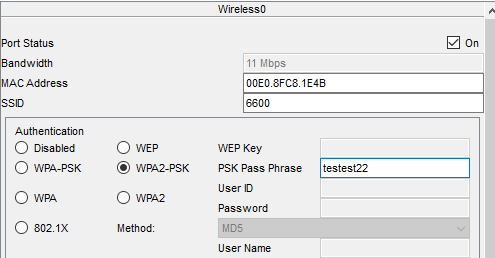 Wireless0
Port Status On
Bandwidth 11 Mbps
MAC Address 00E0.8FC8.1E4B
SSID 6600
Authentication
Disabled WEP WEP Key
WPA-PSK WPA2-PSK PSK Pass Phrase testest22
User ID
WPA WPA2 Password
802.1X Method: MD5
User Name